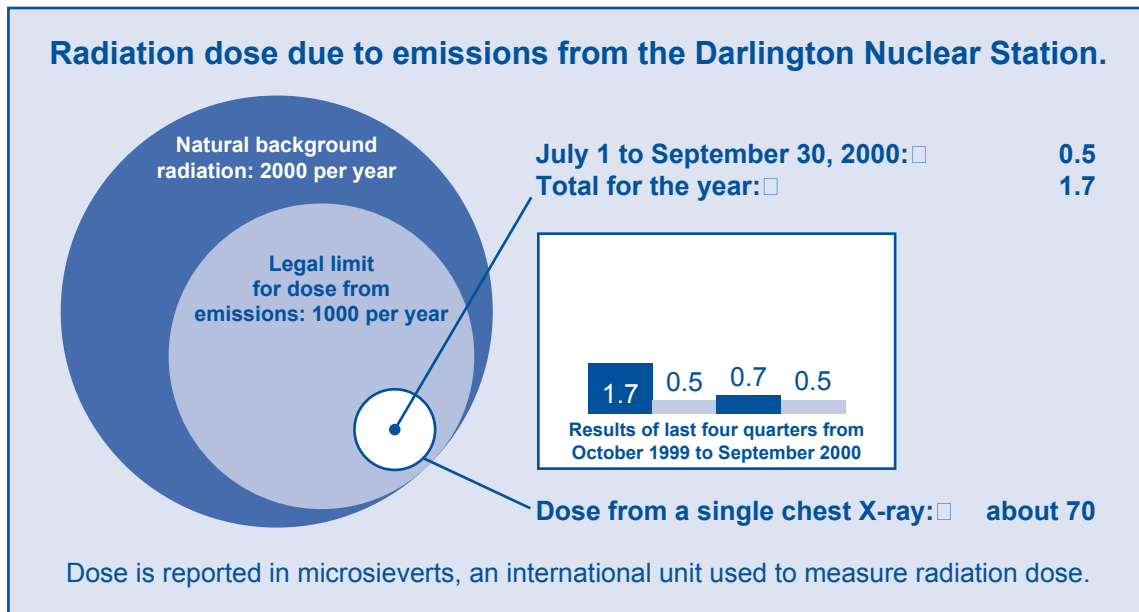 Radiation dose due to emissions from the Darlington Nuclear Station.
Natural background
radiation: 2000 per year
Legal limit
for dose from
emissions: 1000 per year
July 1 to September 30, 2000:□ 0.5
Total for the year:□ 1.7
1.7 0.5 0.7 0.5
Results of last four quarters from
October 1999 to September 2000
Dose from a single chest X-ray:□ about 70
Dose is reported in microsieverts, an international unit used to measure radiation dose.